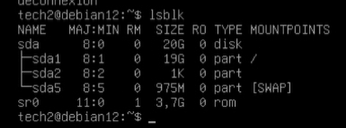 deconnexion
tech2@debian12:~$ lsblk
NAME   MAJ:MIN RM  SIZE RO TYPE MOUNTPOINTS
sda      8:0    0   20G  0 disk
├─sda1   8:1    0   19G  0 part /
├─sda2   8:2    0    1K  0 part
└─sda5   8:5    0  975M  0 part [SWAP]
sr0     11:0    1  3,7G  0 rom
tech2@debian12:~$ _